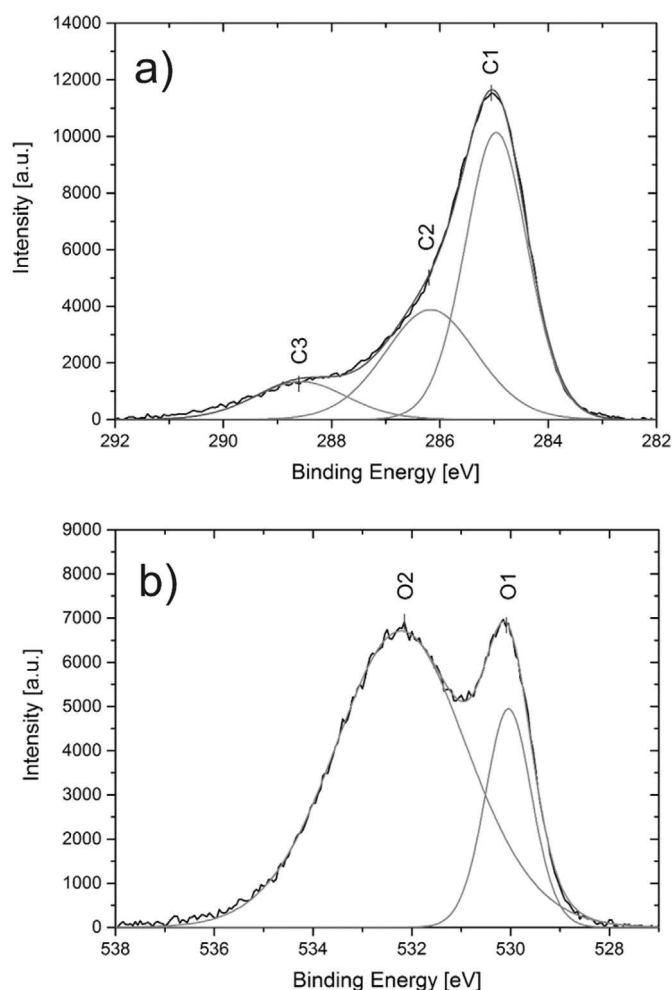 a)
C1
C2
C3
14000
12000
10000
8000
6000
4000
2000
0
Intensity [a.u.]
292 290 288 286 284 282
Binding Energy [eV]
b)
O2
O1
9000
8000
7000
6000
5000
4000
3000
2000
1000
0
Intensity [a.u.]
538 536 534 532 530 528
Binding Energy [eV]